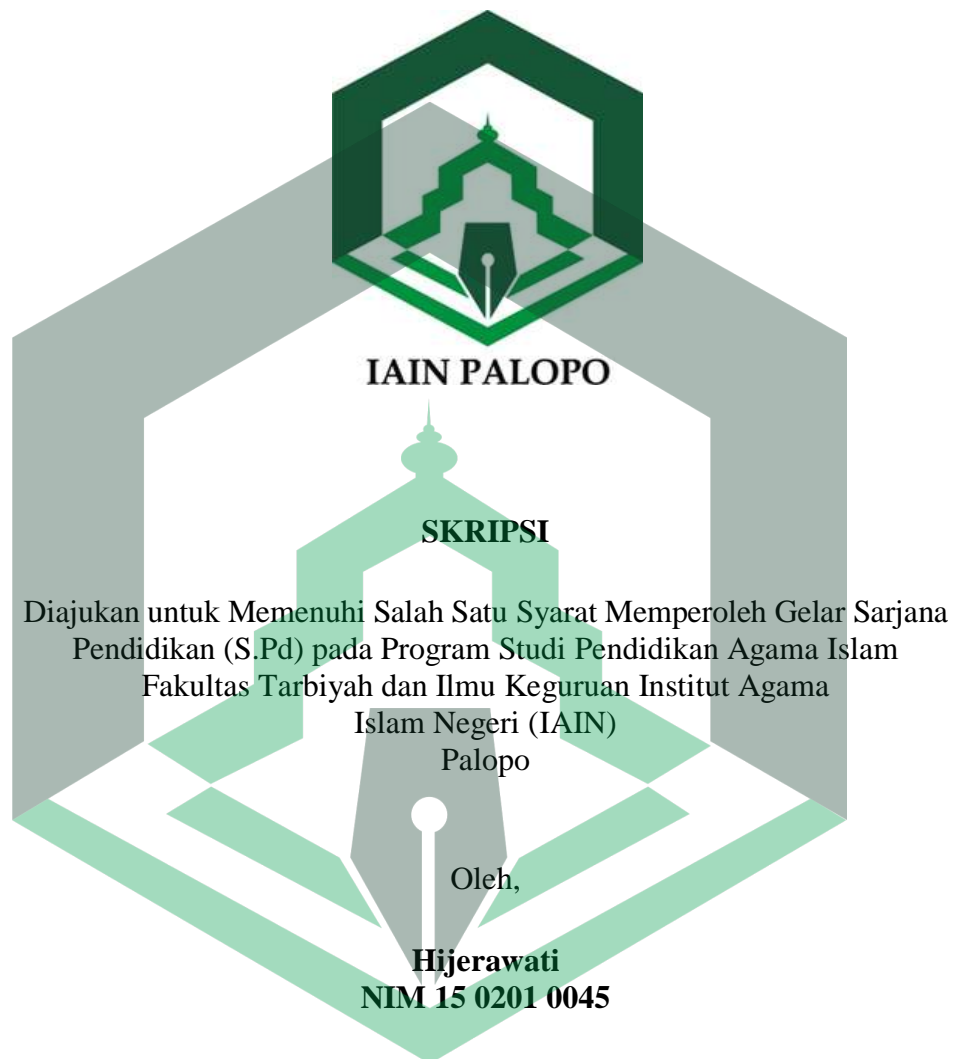 IAIN PALOPO
SKRIPSI
Diajukan untuk Memenuhi Salah Satu Syarat Memperoleh Gelar Sarjana
Pendidikan (S.Pd) pada Program Studi Pendidikan Agama Islam
Fakultas Tarbiyah dan Ilmu Keguruan Institut Agama
Islam Negeri (IAIN)
Palopo
Oleh,
Hijerawati
NIM 15 0201 0045